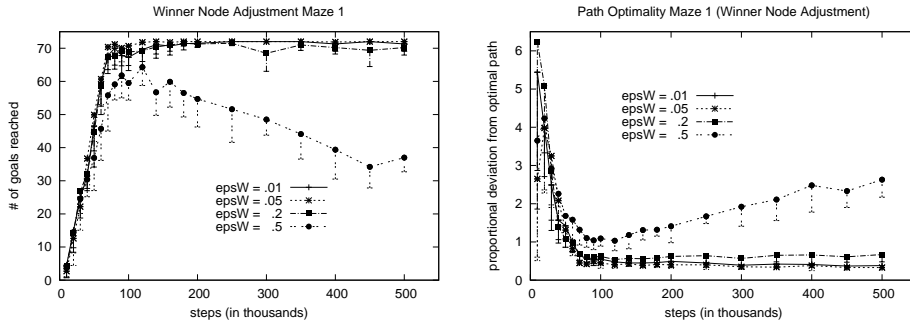 Winner Node Adjustment Maze 1
# of goals reached
70
60
50
40
30
20
10
0
epsW = .01
epsW = .05
epsW = .2
epsW = .5
0 100 200 300 400 500
steps (in thousands)
Path Optimality Maze 1 (Winner Node Adjustment)
proportional deviation from optimal path
6
5
4
3
2
1
0
epsW = .01
epsW = .05
epsW = .2
epsW = .5
0 100 200 300 400 500
steps (in thousands)